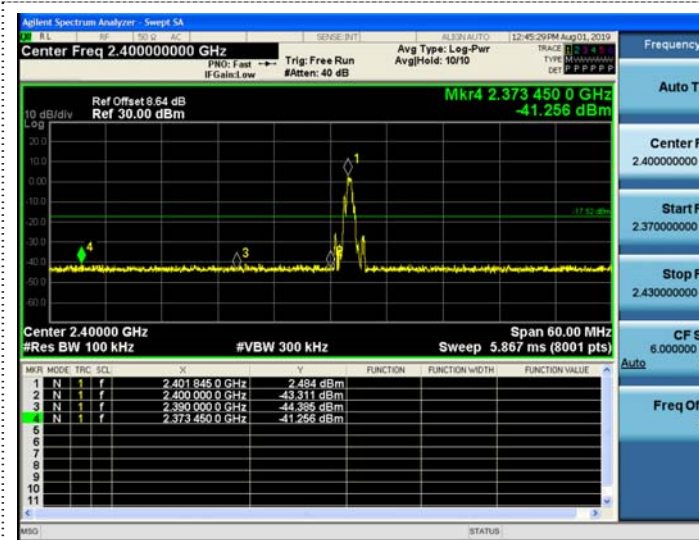 Agilent Spectrum Analyzer - Swept SA
RL RF 50 Ω AC SENSE:INT ALIGN AUTO 12:45:29 PM Aug 01, 2019
Center Freq 2.400000000 GHz
PNO: Fast
IFGain:Low
Trig: Free Run
#Atten: 40 dB
Avg Type: Log-Pwr
Avg|Hold: 10/10
TRACE 1 2 3 4 5 6
TYPE
DET P P P P P P
Frequency
Auto T
Center F
2.400000000
Start F
2.370000000
Stop F
2.430000000
CF S
6.000000
Auto
Freq Of
Mkr4 2.373 450 0 GHz
-41.256 dBm
Ref Offset 8.64 dB
10 dB/div Ref 30.00 dBm
Log
20.0
10.0
0.00
-10.0
-20.0
-30.0
-40.0
-50.0
-60.0
1
-17.52 dBm
4
3
Center 2.40000 GHz Span 60.00 MHz
#Res BW 100 kHz #VBW 300 kHz Sweep 5.867 ms (8001 pts)
MKR MODE TRC SCL X Y FUNCTION FUNCTION WIDTH FUNCTION VALUE
1 N 1 f 2.401 845 0 GHz 2.484 dBm
2 N 1 f 2.400 000 0 GHz -43.311 dBm
3 N 1 f 2.390 000 0 GHz -44.385 dBm
4 N 1 f 2.373 450 0 GHz -41.256 dBm
5
6
7
8
9
10
11
MSG STATUS